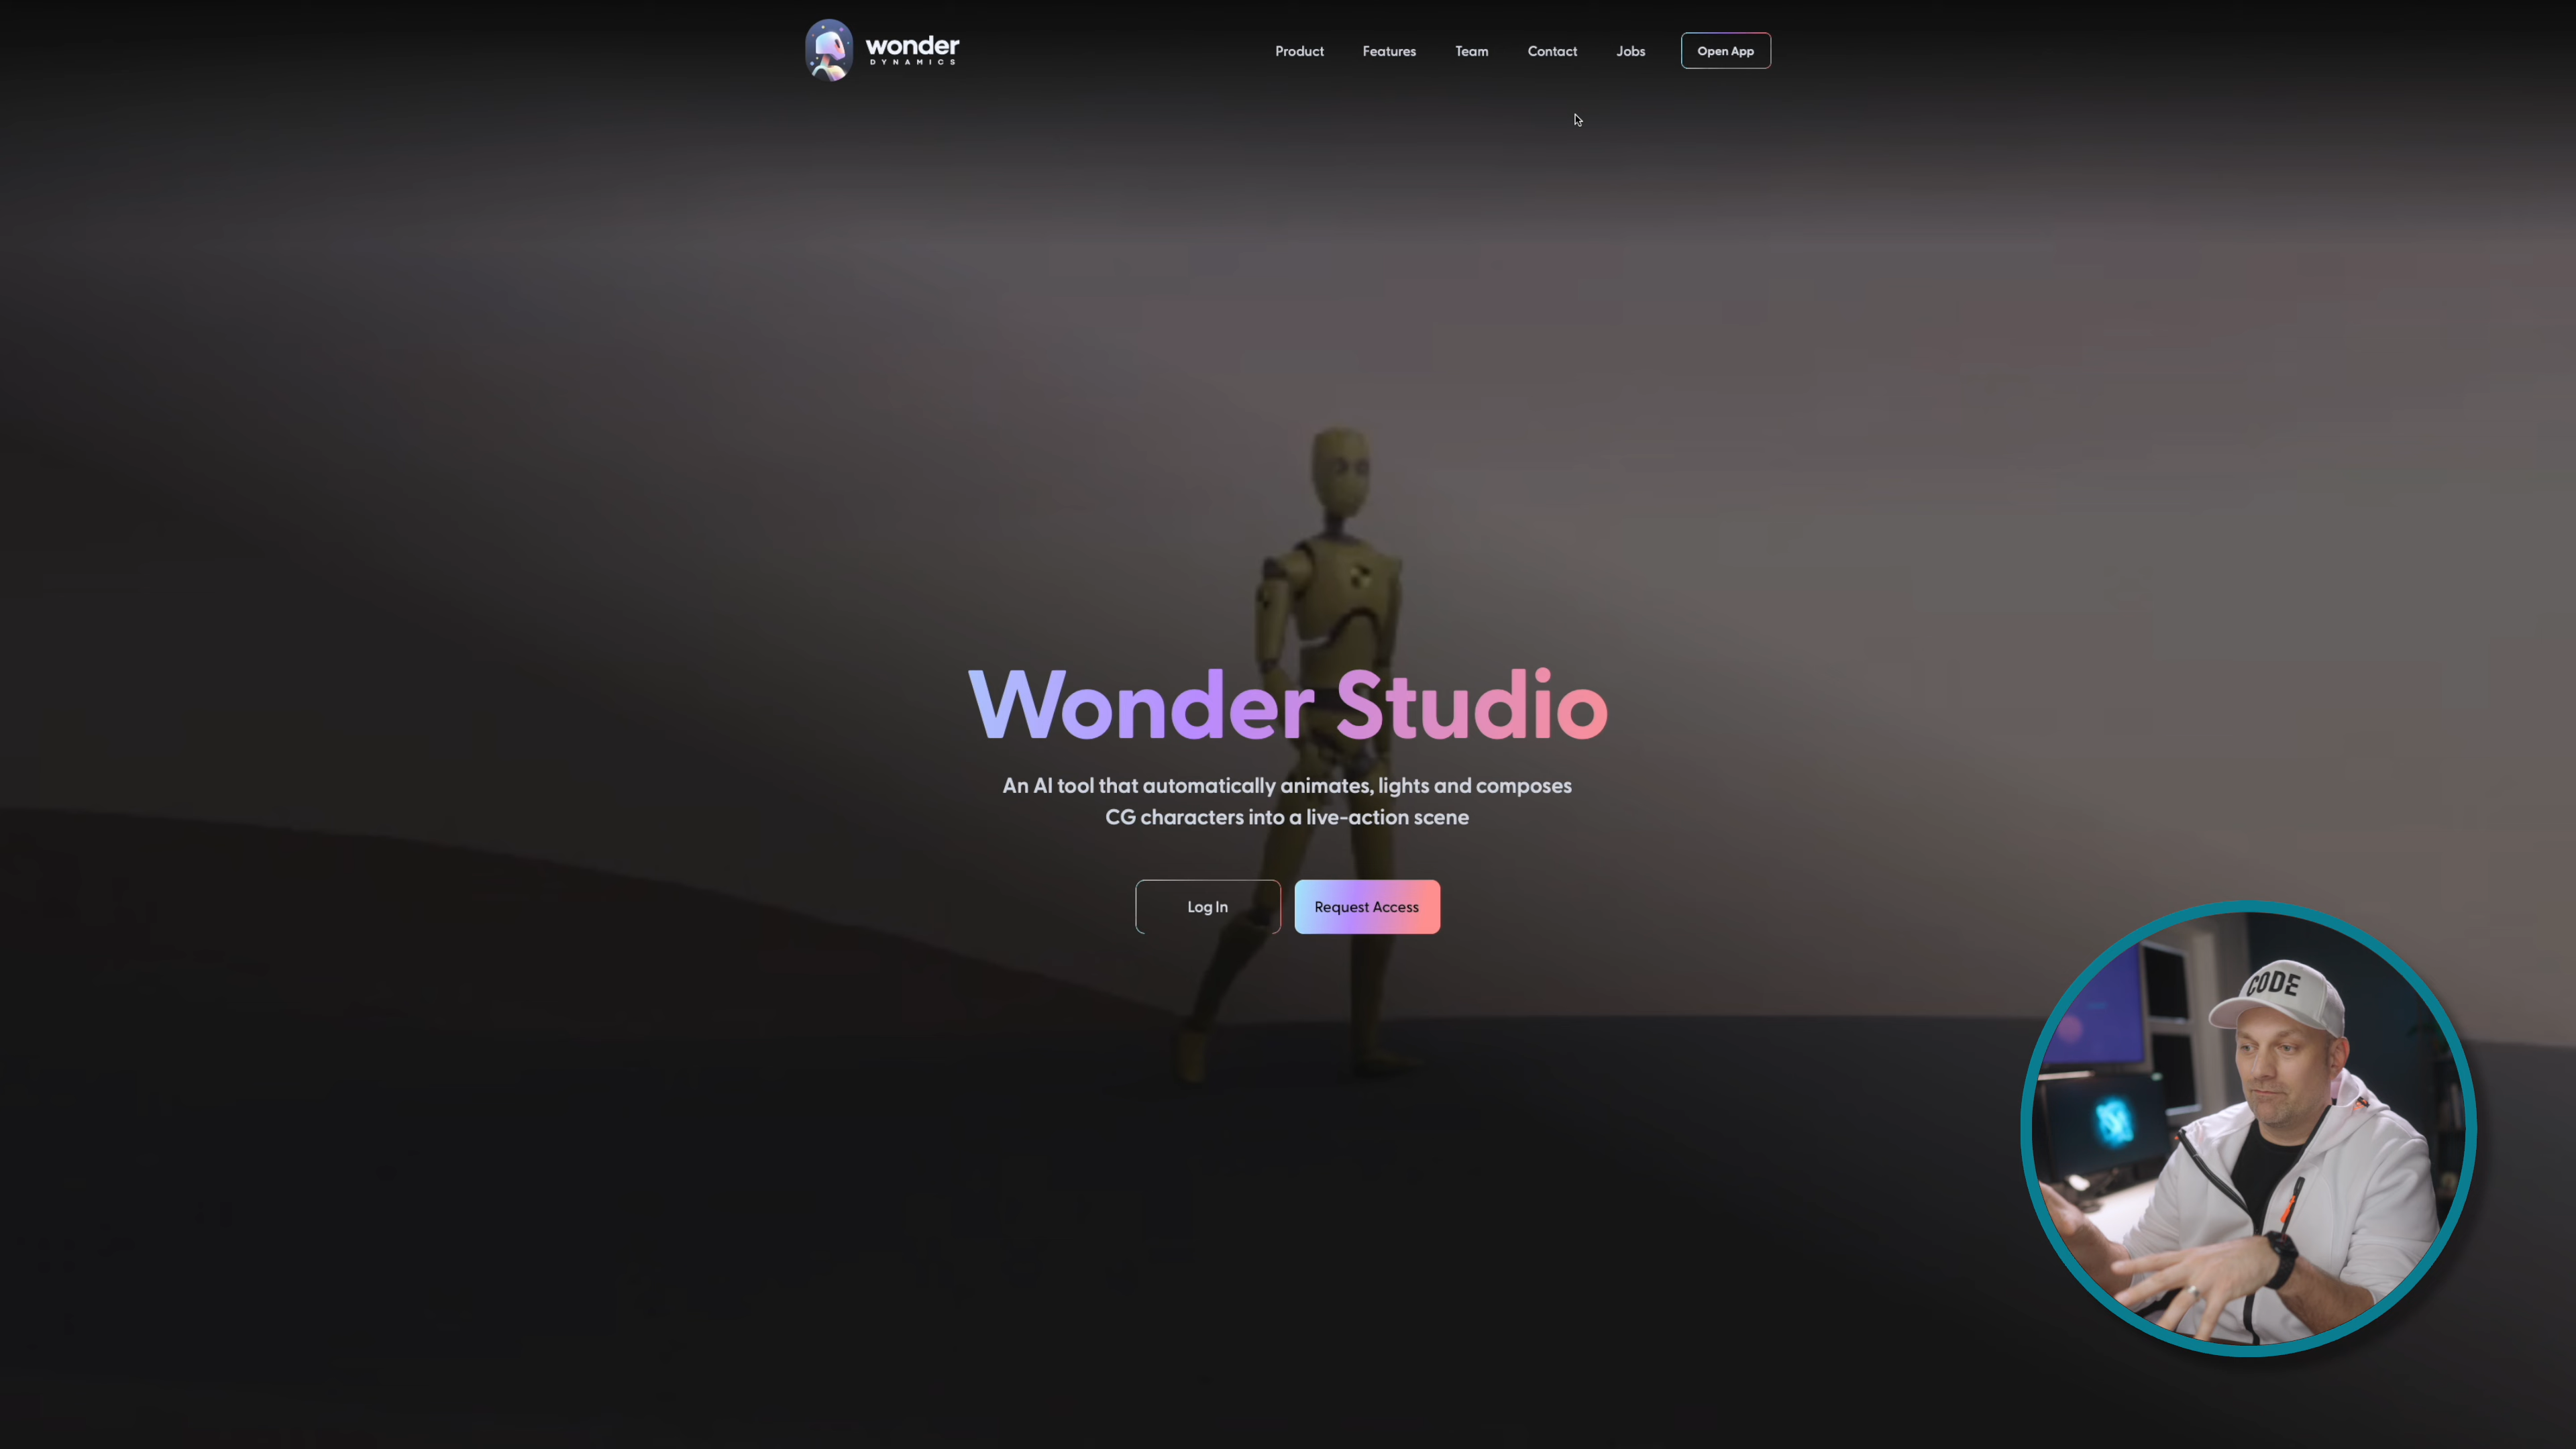 wonder
DYNAMICS
Product
Features
Team
Contact
Jobs
Open App
Wonder Studio
An AI tool that automatically animates, lights and composes
CG characters into a live-action scene
Log In
Request Access
CODE